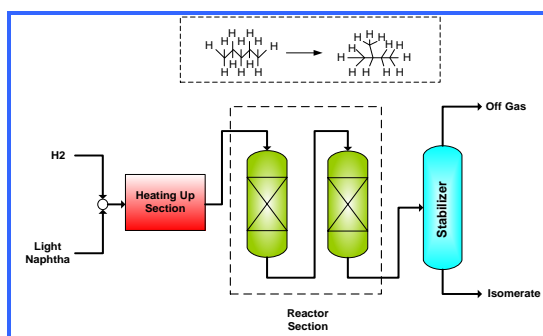 H H H H H
H H H H H H H
H H H H
H H H H H
H H H
Off Gas
H2
Heating Up
Section
Stabilizer
Light
Naphtha
Isomerate
Reactor
Section